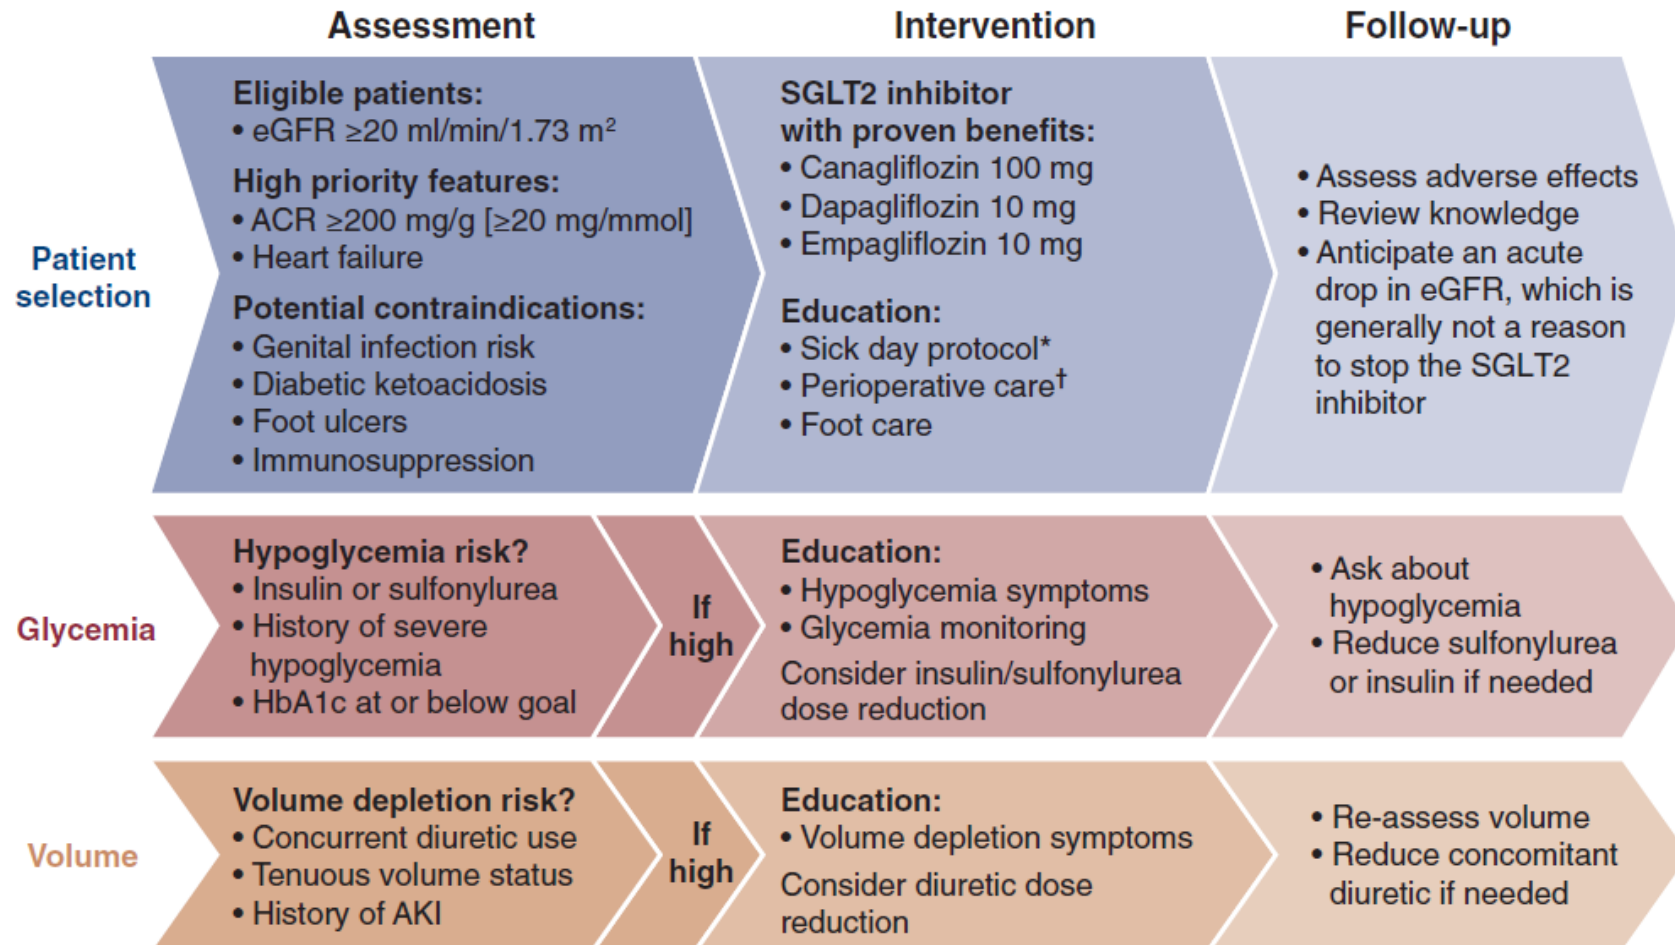 Assessment
Intervention
Follow-up
Patient
selection
Eligible patients:
• eGFR ≥20 ml/min/1.73 m²
High priority features:
• ACR ≥200 mg/g [≥20 mg/mmol]
• Heart failure
Potential contraindications:
• Genital infection risk
• Diabetic ketoacidosis
• Foot ulcers
• Immunosuppression
SGLT2 inhibitor
with proven benefits:
• Canagliflozin 100 mg
• Dapagliflozin 10 mg
• Empagliflozin 10 mg
Education:
• Sick day protocol*
• Perioperative care†
• Foot care
• Assess adverse effects
• Review knowledge
• Anticipate an acute
drop in eGFR, which is
generally not a reason
to stop the SGLT2
inhibitor
Glycemia
Hypoglycemia risk?
• Insulin or sulfonylurea
• History of severe
hypoglycemia
• HbA1c at or below goal
If
high
Education:
• Hypoglycemia symptoms
• Glycemia monitoring
Consider insulin/sulfonylurea
dose reduction
• Ask about
hypoglycemia
• Reduce sulfonylurea
or insulin if needed
Volume
Volume depletion risk?
• Concurrent diuretic use
• Tenuous volume status
• History of AKI
If
high
Education:
• Volume depletion symptoms
Consider diuretic dose
reduction
• Re-assess volume
• Reduce concomitant
diuretic if needed